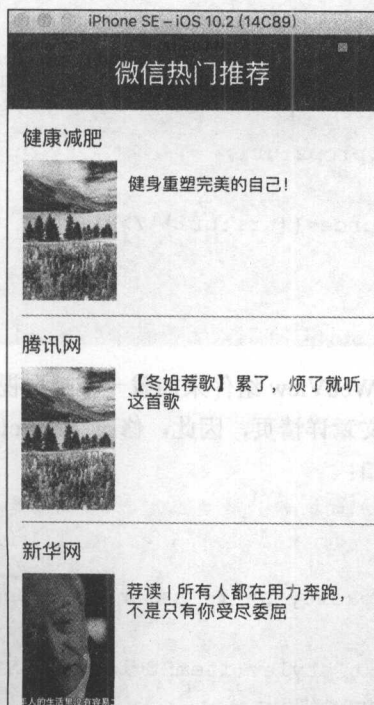 iPhone SE – iOS 10.2 (14C89)
微信热门推荐
健康减肥
健身重塑完美的自己！
腾讯网
【冬姐荐歌】累了，烦了就听
这首歌
新华网
荐读 | 所有人都在用力奔跑，
不是只有你受尽委屈